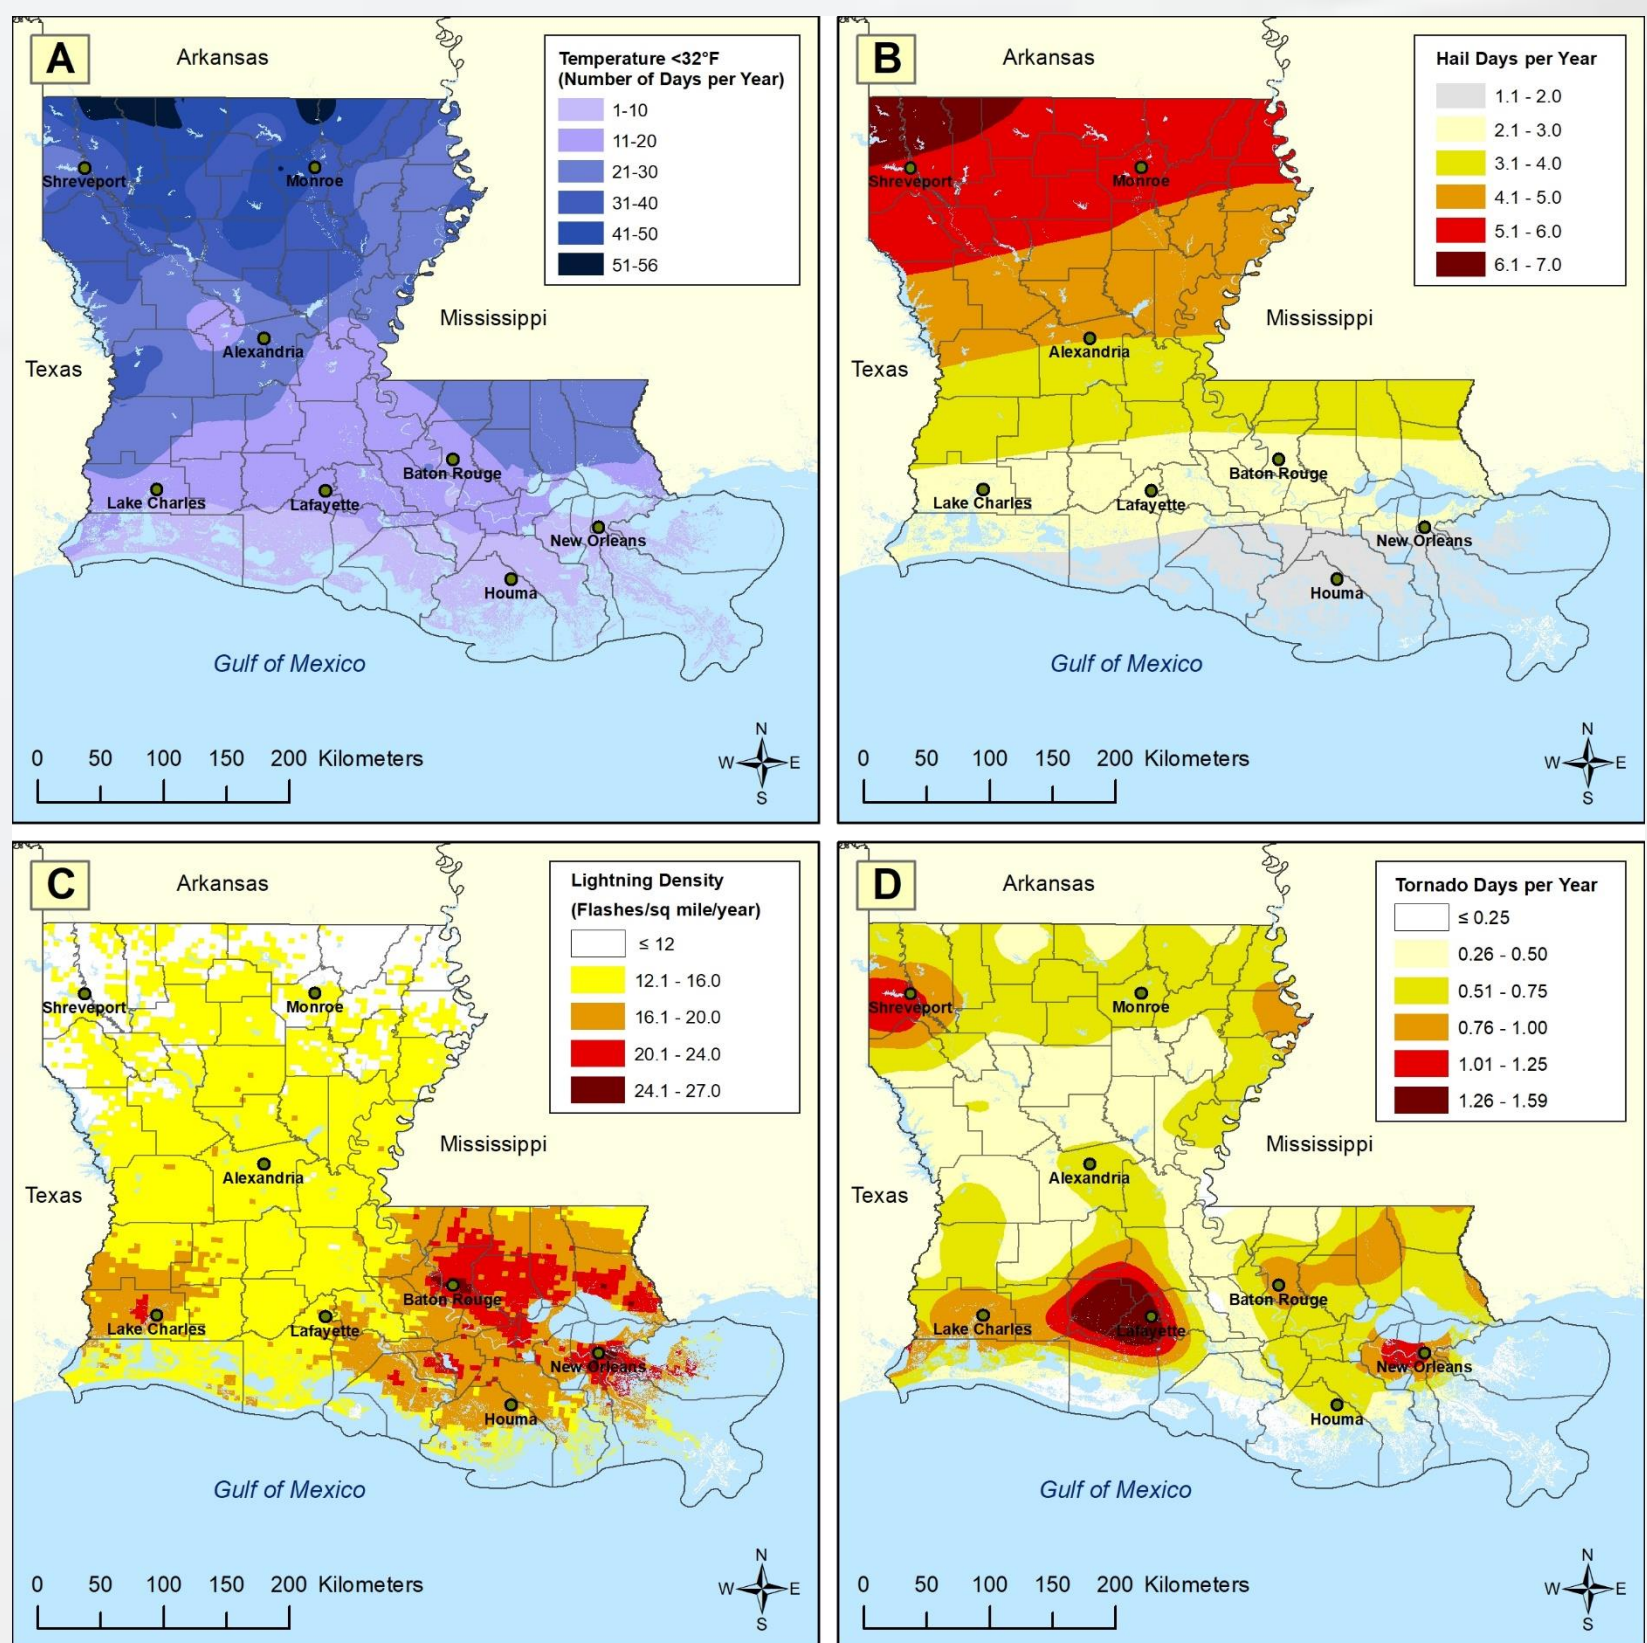 A
Arkansas
Temperature <32°F
(Number of Days per Year)
1-10
11-20
21-30
31-40
41-50
51-56
Shreveport
Monroe
Mississippi
Alexandria
Texas
Baton Rouge
Lake Charles
Lafayette
New Orleans
Houma
Gulf of Mexico
N
W E
S
0 50 100 150 200 Kilometers
B
Arkansas
Hail Days per Year
1.1 - 2.0
2.1 - 3.0
3.1 - 4.0
4.1 - 5.0
5.1 - 6.0
6.1 - 7.0
Shreveport
Monroe
Mississippi
Alexandria
Texas
Baton Rouge
Lake Charles
Lafayette
New Orleans
Houma
Gulf of Mexico
N
W E
S
0 50 100 150 200 Kilometers
C
Arkansas
Lightning Density
(Flashes/sq mile/year)
≤ 12
12.1 - 16.0
16.1 - 20.0
20.1 - 24.0
24.1 - 27.0
Shreveport
Monroe
Mississippi
Alexandria
Texas
Baton Rouge
Lake Charles
Lafayette
New Orleans
Houma
Gulf of Mexico
N
W E
S
0 50 100 150 200 Kilometers
D
Arkansas
Tornado Days per Year
≤ 0.25
0.26 - 0.50
0.51 - 0.75
0.76 - 1.00
1.01 - 1.25
1.26 - 1.59
Shreveport
Monroe
Mississippi
Alexandria
Texas
Baton Rouge
Lake Charles
Lafayette
New Orleans
Houma
Gulf of Mexico
N
W E
S
0 50 100 150 200 Kilometers